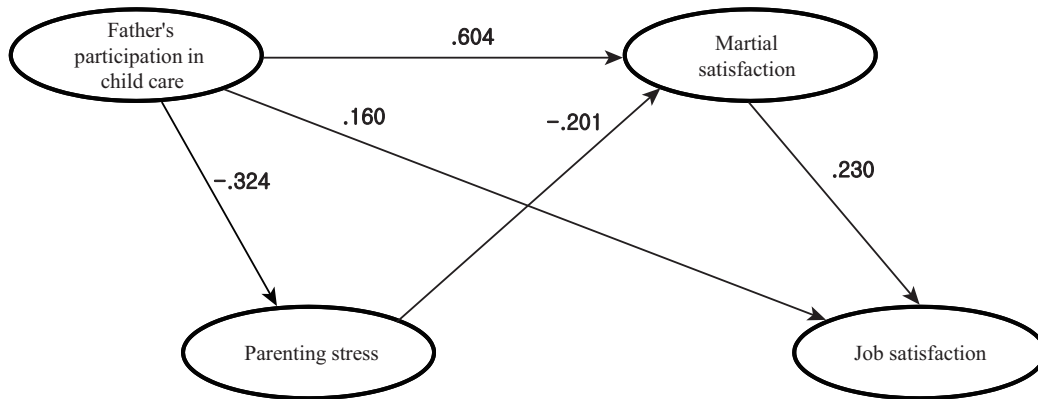 Father's
participation in
child care
.604
Martial
satisfaction
.160
-.201
-.324
.230
Parenting stress
Job satisfaction